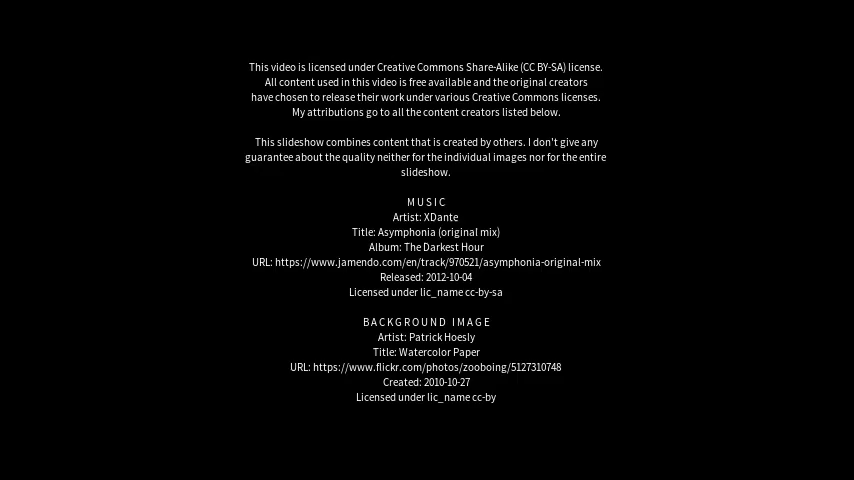 This video is licensed under Creative Commons Share-Alike (CC BY-SA) license.
All content used in this video is free available and the original creators
have chosen to release their work under various Creative Commons licenses.
My attributions go to all the content creators listed below.
This slideshow combines content that is created by others. I don't give any
guarantee about the quality neither for the individual images nor for the entire
slideshow.
MUSIC
Artist: XDante
Title: Asymphonia (original mix)
Album: The Darkest Hour
URL: https://www.jamendo.com/en/track/970521/asymphonia-original-mix
Released: 2012-10-04
Licensed under lic_name cc-by-sa
BACKGROUND IMAGE
Artist: Patrick Hoesly
Title: Watercolor Paper
URL: https://www.flickr.com/photos/zooboing/5127310748
Created: 2010-10-27
Licensed under lic_name cc-by